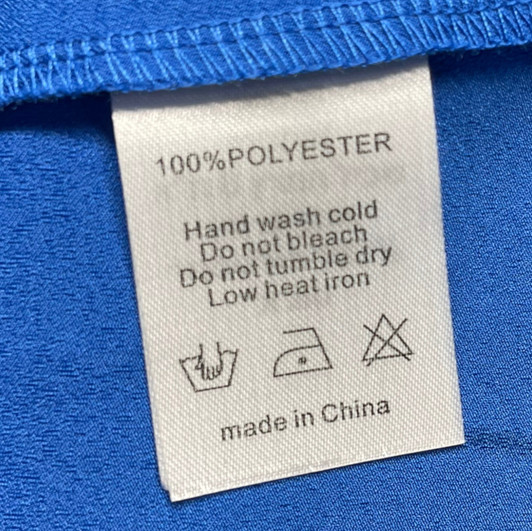 100%POLYESTER
Hand wash cold
Do not bleach
Do not tumble dry
Low heat iron
made in China